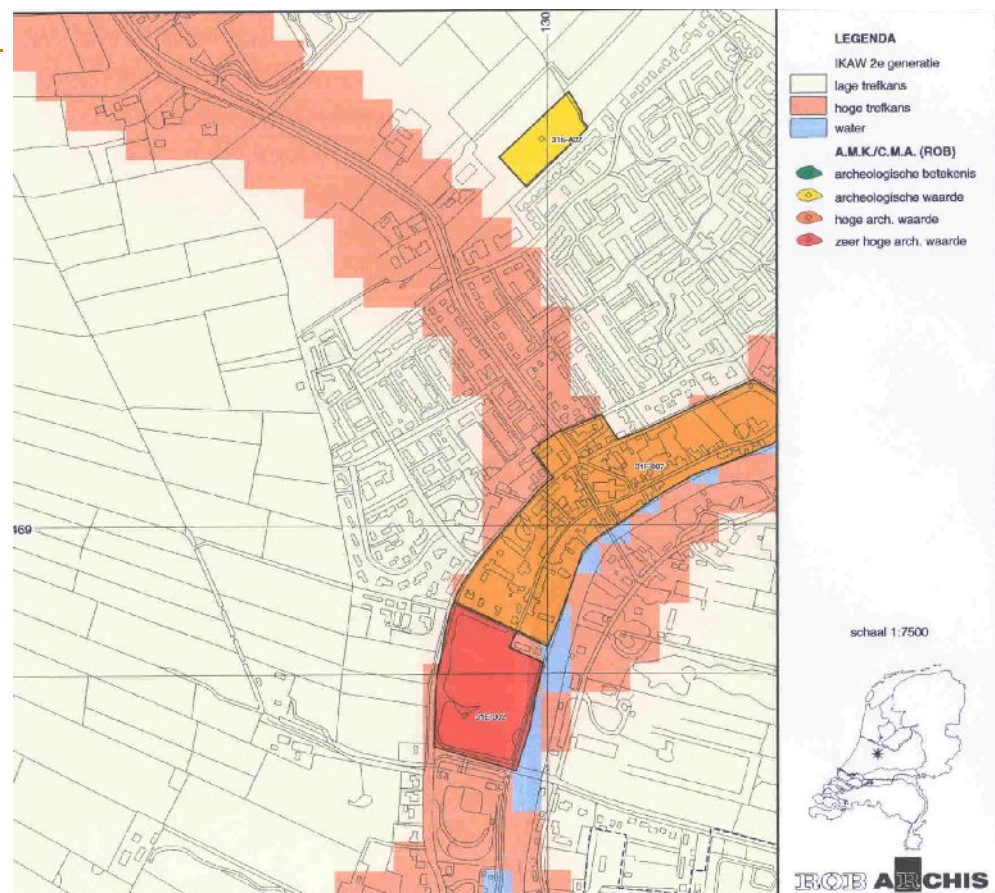 130
LEGENDA
IKAW 2e generatie
lage trefkans
hoge trefkans
water
A.M.K./C.M.A. (ROB)
archeologische betekenis
archeologische waarde
hoge arch. waarde
zeer hoge arch. waarde
469
schaal 1:7500
ROB ARCHIS